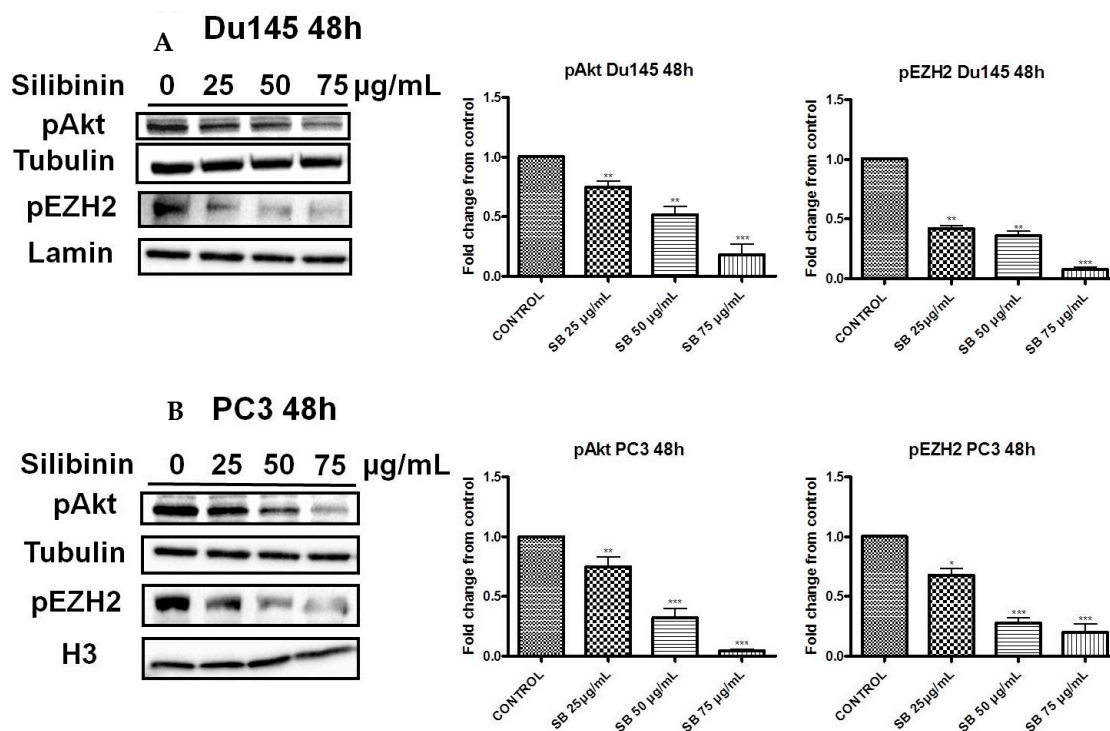 A Du145 48h
Silibinin 0 25 50 75 µg/mL
pAkt
Tubulin
pEZH2
Lamin
pAkt Du145 48h
Fold change from control
1.5
1.0
0.5
0.0
** ** ***
CONTROL
SB 25 µg/mL
SB 50 µg/mL
SB 75 µg/mL
pEZH2 Du145 48h
Fold change from control
1.5
1.0
0.5
0.0
** ** ***
CONTROL
SB 25µg/mL
SB 50 µg/mL
SB 75 µg/mL
B PC3 48h
Silibinin 0 25 50 75 µg/mL
pAkt
Tubulin
pEZH2
H3
pAkt PC3 48h
Fold change from control
1.5
1.0
0.5
0.0
** *** ***
CONTROL
SB 25µg/mL
SB 50 µg/mL
SB 75 µg/mL
pEZH2 PC3 48h
Fold change from control
1.5
1.0
0.5
0.0
* *** ***
CONTROL
SB 25µg/mL
SB 50 µg/mL
SB 75 µg/mL